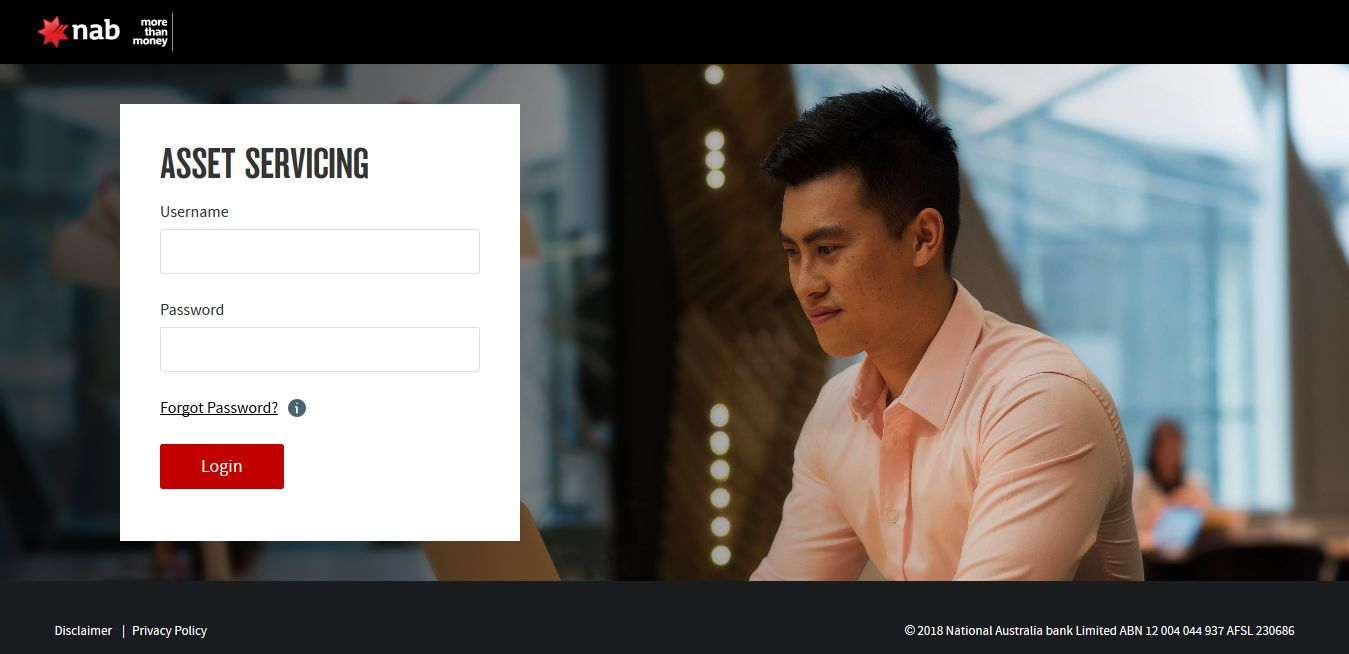 nab
more
than
money
ASSET SERVICING
Username
Password
Forgot Password? i
Login
Disclaimer | Privacy Policy
© 2018 National Australia bank Limited ABN 12 004 044 937 AFSL 230686